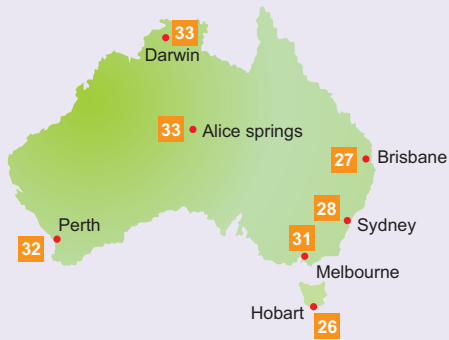 33
Darwin
33 Alice springs
27 Brisbane
28
Sydney
Perth
32
31
Melbourne
Hobart
26